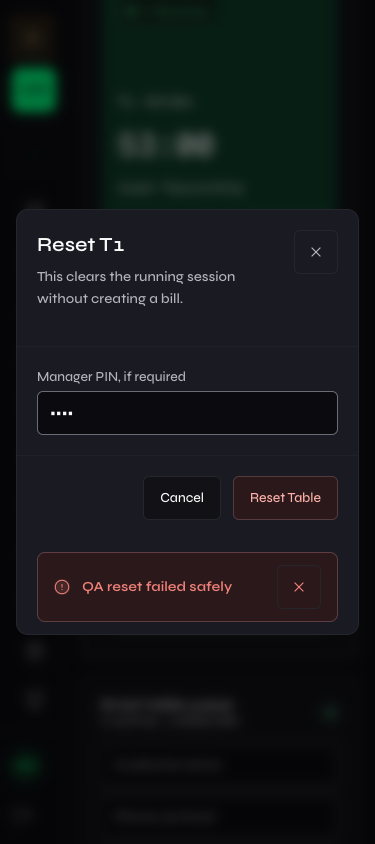 Reset T1
This clears the running session
without creating a bill.
Manager PIN, if required
Cancel
Reset Table
QA reset failed safely